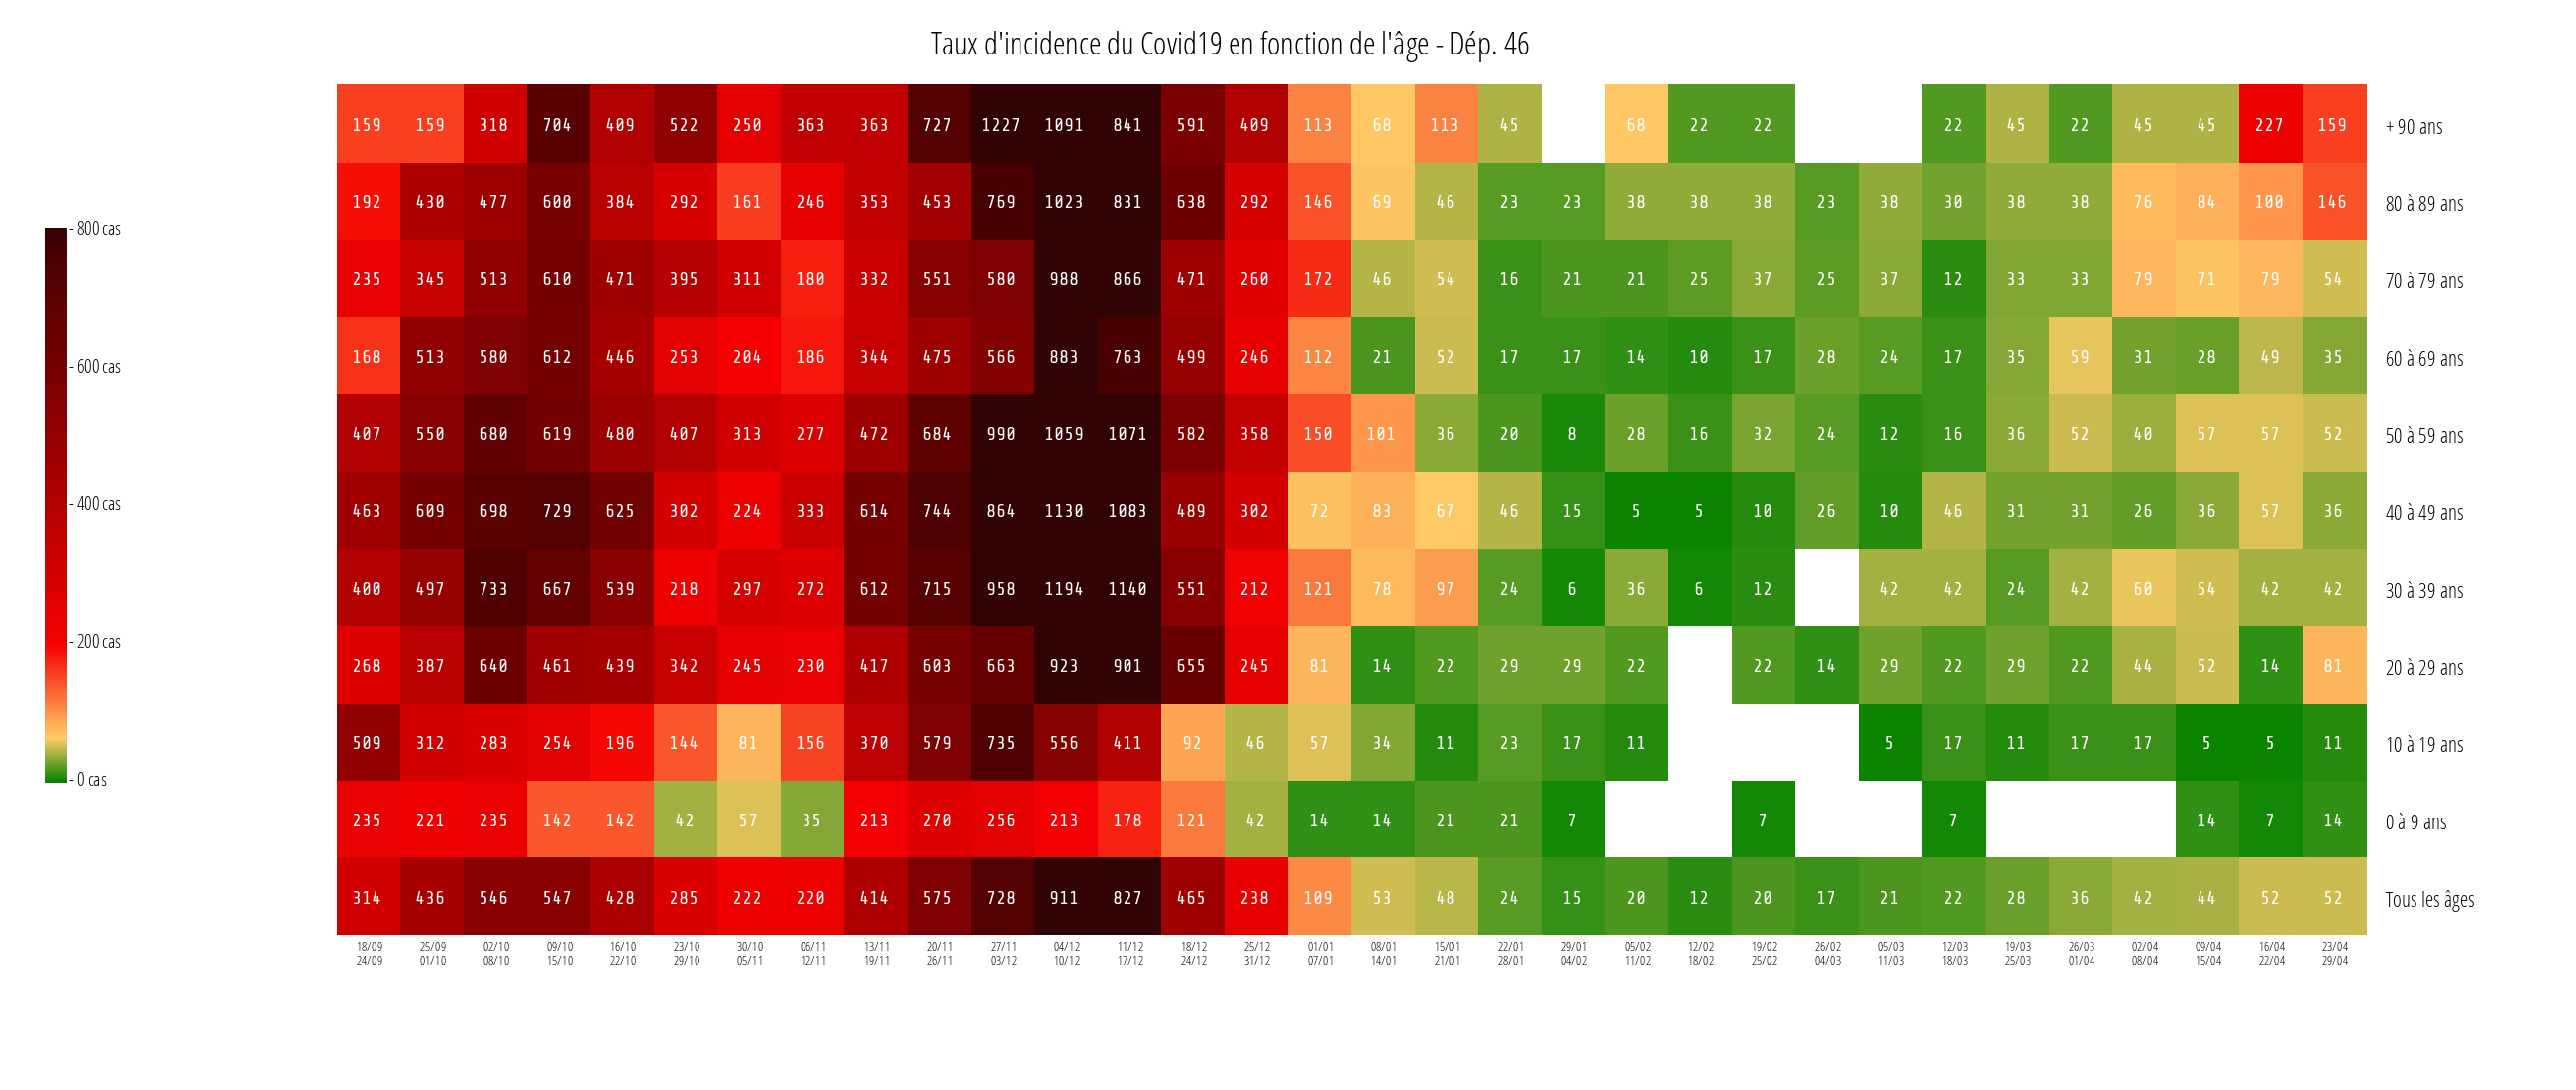 Taux d'incidence du Covid19 en fonction de l'âge - Dép. 46
- 800 cas
- 600 cas
- 400 cas
- 200 cas
- 0 cas
159 159 318 704 409 522 250 363 363 727 1227 1091 841 591 409 113 68 113 45 68 22 22 22 45 22 45 45 227 159 + 90 ans
192 430 477 600 384 292 161 246 353 453 769 1023 831 638 292 146 69 46 23 23 38 38 38 23 38 30 38 38 76 84 100 146 80 à 89 ans
235 345 513 610 471 395 311 180 332 551 580 988 866 471 260 172 46 54 16 21 21 25 37 25 37 12 33 33 79 71 79 54 70 à 79 ans
168 513 580 612 446 253 204 186 344 475 566 883 763 499 246 112 21 52 17 17 14 10 17 28 24 17 35 59 31 28 49 35 60 à 69 ans
407 550 680 619 480 407 313 277 472 684 990 1059 1071 582 358 150 101 36 20 8 28 16 32 24 12 16 36 52 40 57 57 52 50 à 59 ans
463 609 698 729 625 302 224 333 614 744 864 1130 1083 489 302 72 83 67 46 15 5 5 10 26 10 46 31 31 26 36 57 36 40 à 49 ans
400 497 733 667 539 218 297 272 612 715 958 1194 1140 551 212 121 78 97 24 6 36 6 12 42 42 24 42 60 54 42 42 30 à 39 ans
268 387 640 461 439 342 245 230 417 603 663 923 901 655 245 81 14 22 29 29 22 22 14 29 22 29 22 44 52 14 81 20 à 29 ans
509 312 283 254 196 144 81 156 370 579 735 556 411 92 46 57 34 11 23 17 11 5 17 11 17 17 5 5 11 10 à 19 ans
235 221 235 142 142 42 57 35 213 270 256 213 178 121 42 14 14 21 21 7 7 7 14 7 14 0 à 9 ans
314 436 546 547 428 285 222 220 414 575 728 911 827 465 238 109 53 48 24 15 20 12 20 17 21 22 28 36 42 44 52 52 Tous les âges
18/09 25/09 02/10 09/10 16/10 23/10 30/10 06/11 13/11 20/11 27/11 04/12 11/12 18/12 25/12 01/01 08/01 15/01 22/01 29/01 05/02 12/02 19/02 26/02 05/03 12/03 19/03 26/03 02/04 09/04 16/04 23/04
24/09 01/10 08/10 15/10 22/10 29/10 05/11 12/11 19/11 26/11 03/12 10/12 17/12 24/12 31/12 07/01 14/01 21/01 28/01 04/02 11/02 18/02 25/02 04/03 11/03 18/03 25/03 01/04 08/04 15/04 22/04 29/04